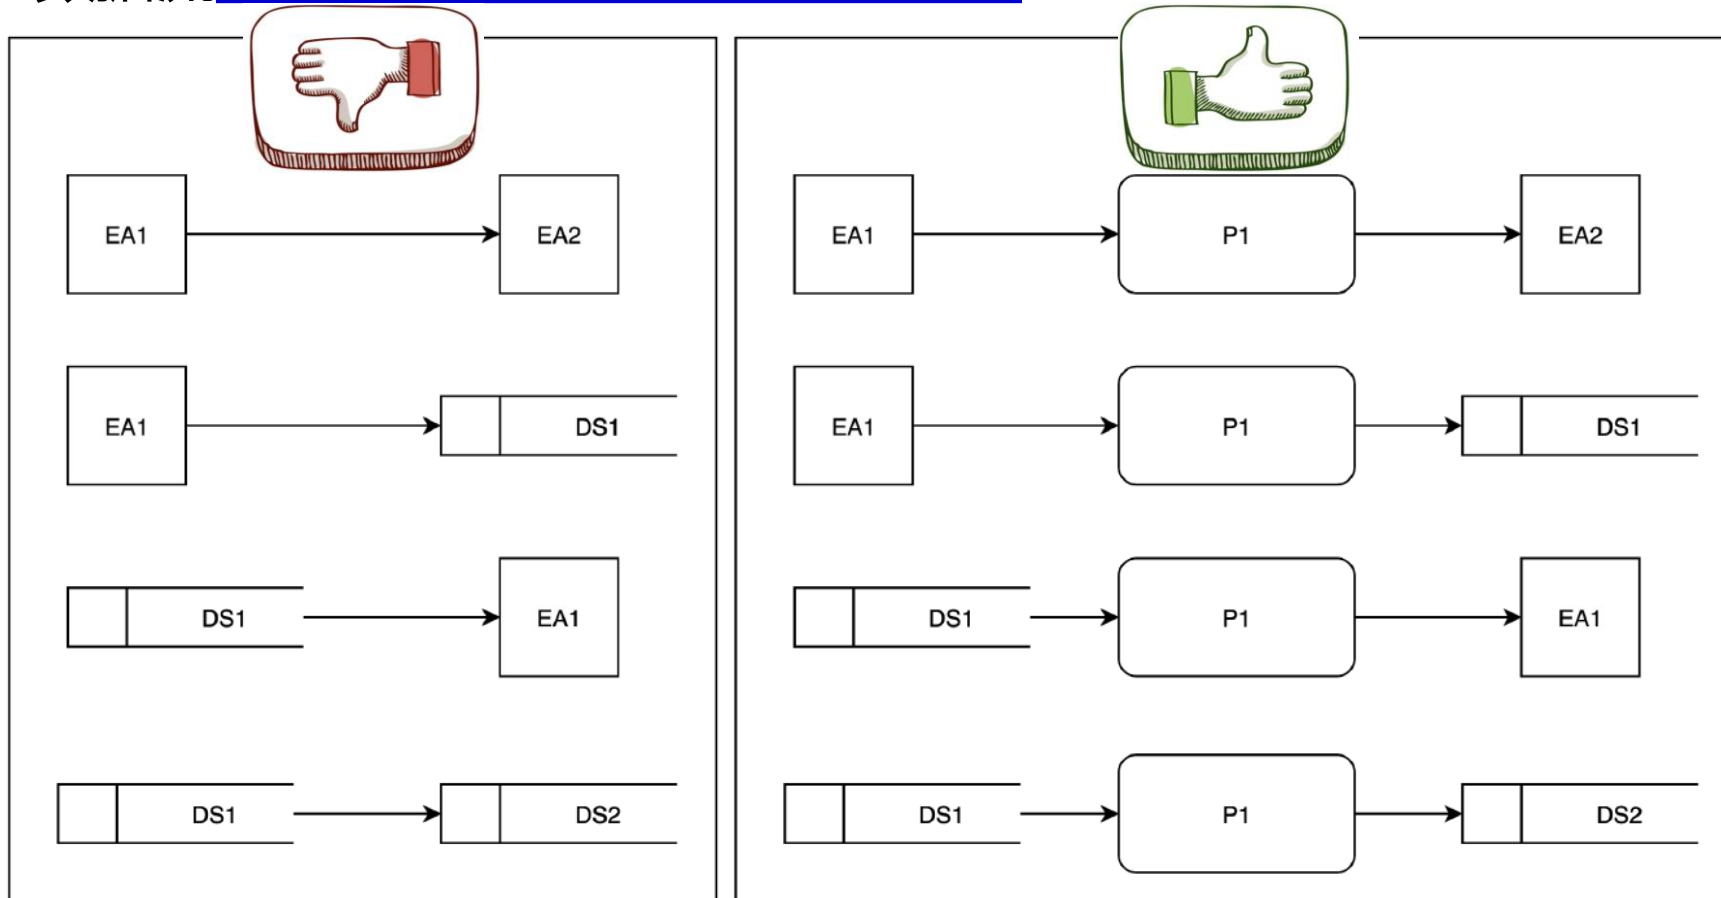 EA1 EA2 EA1 P1 EA2
EA1 DS1 EA1 P1 DS1
DS1 EA1 DS1 P1 EA1
DS1 DS2 DS1 P1 DS2